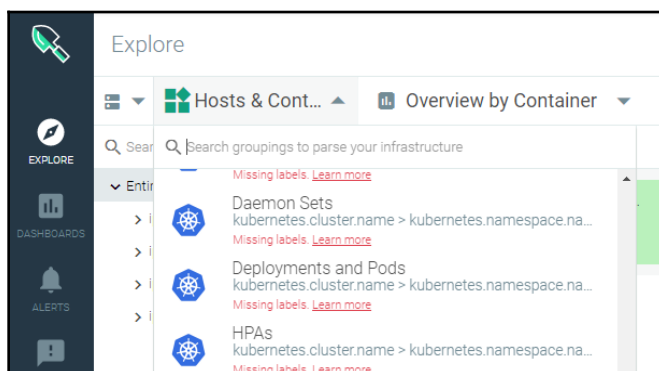 Explore
Hosts & Cont...
Overview by Container
EXPLORE
Sear
Search groupings to parse your infrastructure
Missing labels. Learn more
Entir
Daemon Sets
kubernetes.cluster.name > kubernetes.namespace.na...
Missing labels. Learn more
DASHBOARDS
Deployments and Pods
kubernetes.cluster.name > kubernetes.namespace.na...
Missing labels. Learn more
ALERTS
HPAs
kubernetes.cluster.name > kubernetes.namespace.na...
Missing labels. Learn more